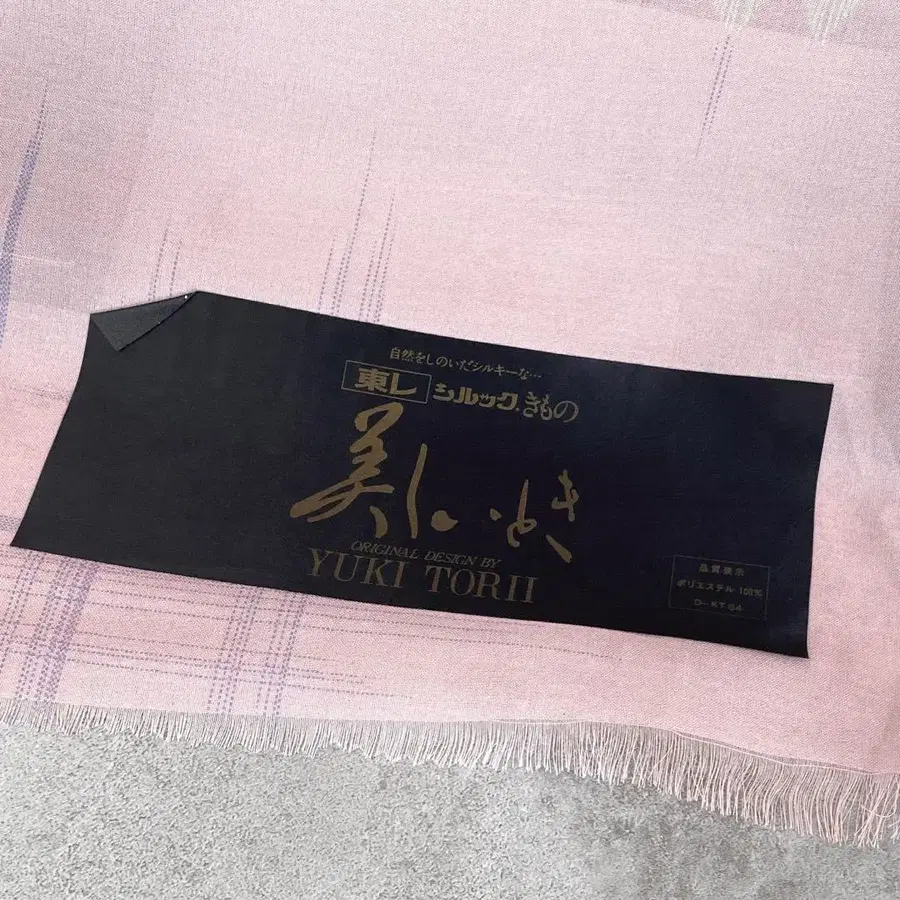 自然をしのいだシルキーな…
東レ シルック きもの
美しいとき
ORIGINAL DESIGN BY
YUKI TORII
品質表示
ポリエステル 100%
D-KT 84